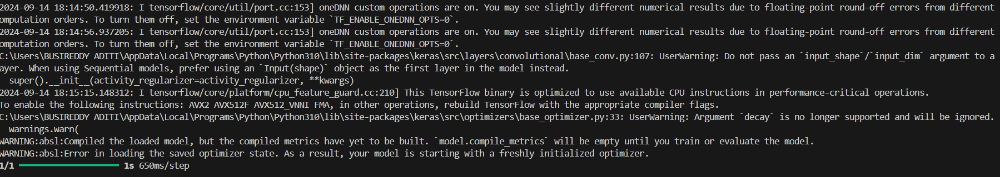 2024-09-14 18:14:50.419918: I tensorflow/core/util/port.cc:153] oneDNN custom operations are on. You may see slightly different numerical results due to floating-point round-off errors from different
omputation orders. To turn them off, set the environment variable `TF_ENABLE_ONEDNN_OPTS=0`.
2024-09-14 18:14:56.937205: I tensorflow/core/util/port.cc:153] oneDNN custom operations are on. You may see slightly different numerical results due to floating-point round-off errors from different
omputation orders. To turn them off, set the environment variable `TF_ENABLE_ONEDNN_OPTS=0`.
C:\Users\BUSIREDDY ADITI\AppData\Local\Programs\Python\Python310\lib\site-packages\keras\src\layers\convolutional\base_conv.py:107: UserWarning: Do not pass an `input_shape`/`input_dim` argument to a
ayer. When using Sequential models, prefer using an `Input(shape)` object as the first layer in the model instead.
super().__init__(activity_regularizer=activity_regularizer, **kwargs)
2024-09-14 18:15:15.148312: I tensorflow/core/platform/cpu_feature_guard.cc:210] This TensorFlow binary is optimized to use available CPU instructions in performance-critical operations.
To enable the following instructions: AVX2 AVX512F AVX512_VNNI FMA, in other operations, rebuild TensorFlow with the appropriate compiler flags.
C:\Users\BUSIREDDY ADITI\AppData\Local\Programs\Python\Python310\lib\site-packages\keras\src\optimizers\base_optimizer.py:33: UserWarning: Argument `decay` is no longer supported and will be ignored.
warnings.warn(
WARNING:absl:Compiled the loaded model, but the compiled metrics have yet to be built. `model.compile_metrics` will be empty until you train or evaluate the model.
WARNING:absl:Error in loading the saved optimizer state. As a result, your model is starting with a freshly initialized optimizer.
1/1 1s 650ms/step